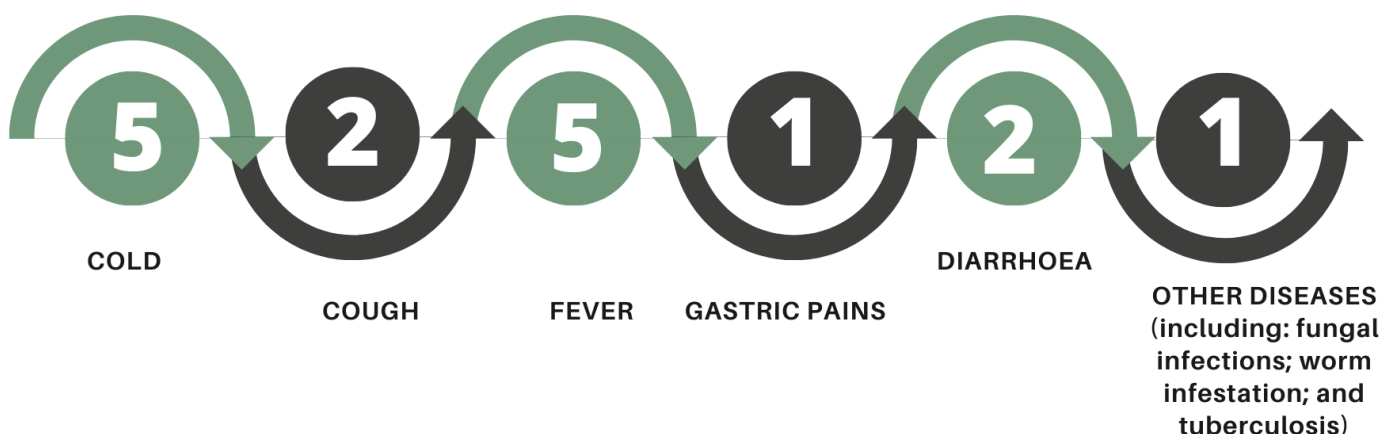 5
2
5
1
2
1
COLD
COUGH
FEVER
GASTRIC PAINS
DIARRHOEA
OTHER DISEASES
(including: fungal
infections; worm
infestation; and
tuberculosis)